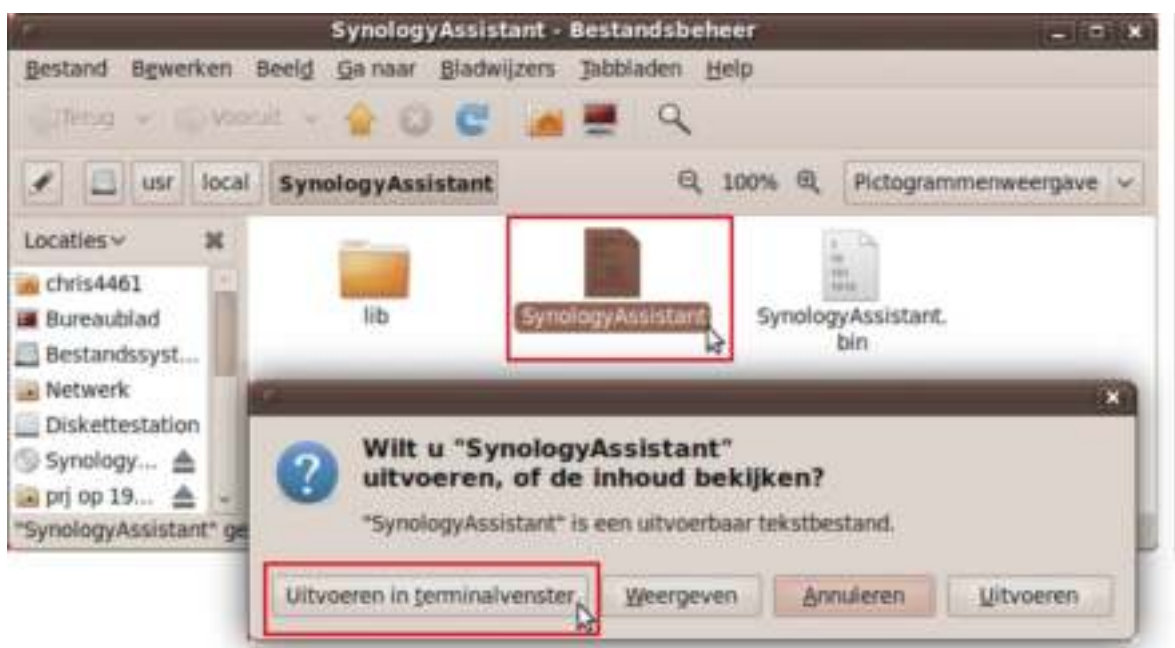 SynologyAssistant - Bestandsbeheer
Bestand Bewerken Beeld Ga naar Bladwijzers Tabbladen Help
Terug Vooruit
usr local SynologyAssistant 100% Pictogrammenweergave
Locaties
chris4461
Bureaublad
Bestandssyst...
Netwerk
Diskettestation
Synology...
prj op 19...
lib
SynologyAssistant
SynologyAssistant.
bin
"SynologyAssistant" ge
Wilt u "SynologyAssistant"
uitvoeren, of de inhoud bekijken?
"SynologyAssistant" is een uitvoerbaar tekstbestand.
Uitvoeren in terminalvenster Weergeven Annuleren Uitvoeren